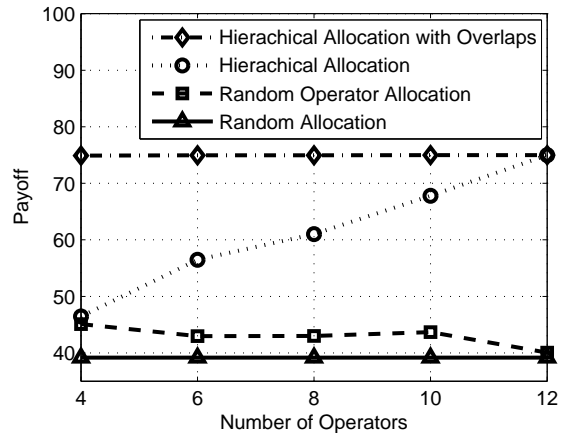 100
90
80
70
60
50
40
Payoff
4
6
8
10
12
Number of Operators
Hierachical Allocation with Overlaps
Hierachical Allocation
Random Operator Allocation
Random Allocation